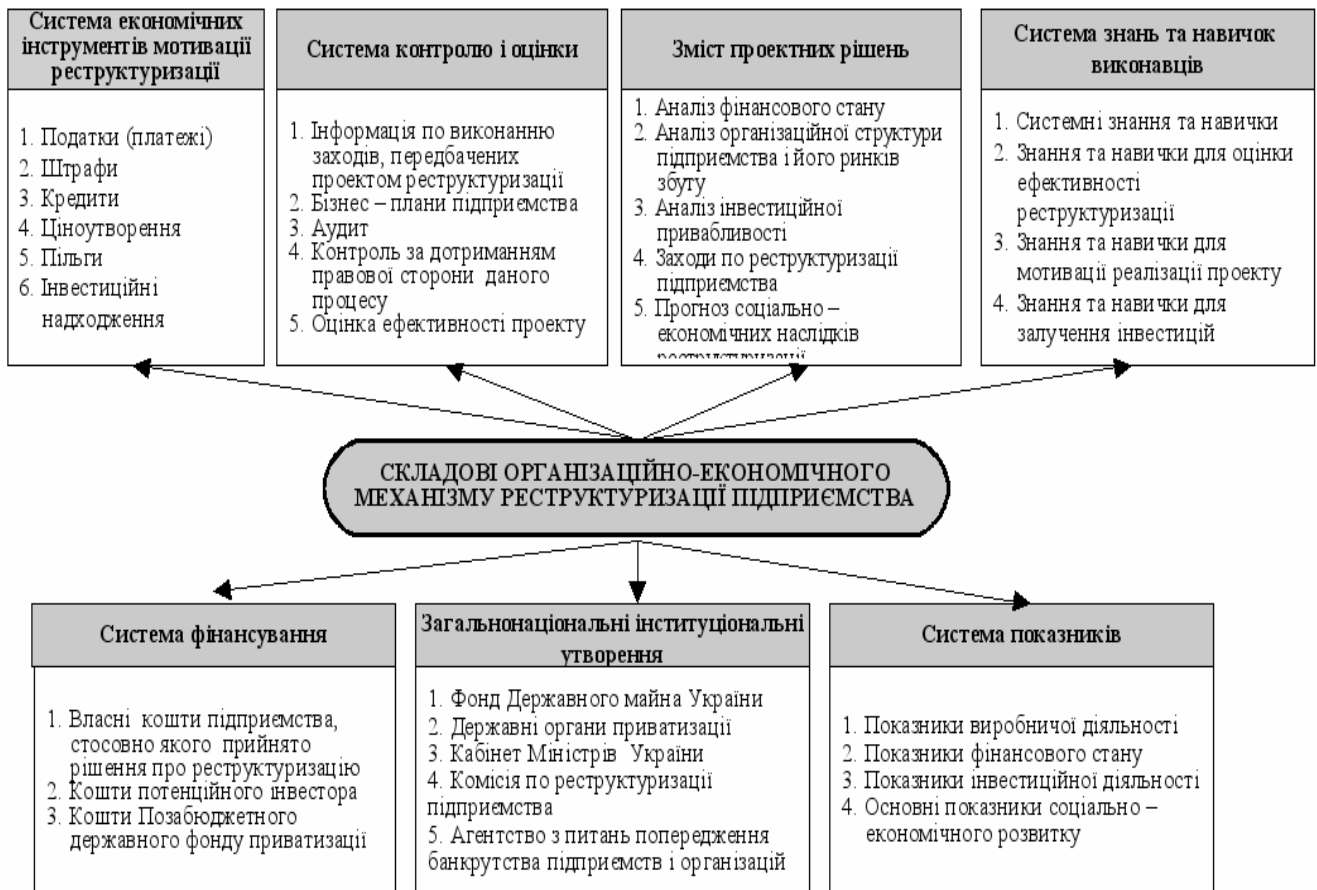 Система економічних
інструментів мотивації
реструктуризації
1. Податки (платежі)
2. Штрафи
3. Кредити
4. Ціноутворення
5. Пільги
6. Інвестиційні
надходження
Система контролю і оцінки
1. Інформація по виконанню
заходів, передбачених
проектом реструктуризації
2. Бізнес – плани підприємства
3. Аудит
4. Контроль за дотриманням
правової сторони даного
процесу
5. Оцінка ефективності проекту
Зміст проектних рішень
1. Аналіз фінансового стану
2. Аналіз організаційної структури
підприємства і його ринків
збуту
3. Аналіз інвестиційної
привабливості
4. Заходи по реструктуризації
підприємства
5. Прогноз соціально –
економічних наслідків
реструктуризації
Система знань та навичок
виконавців
1. Системні знання та навички
2. Знання та навички для оцінки
ефективності
реструктуризації
3. Знання та навички для
мотивації реалізації проекту
4. Знання та навички для
залучення інвестицій
СКЛАДОВІ ОРГАНІЗАЦІЙНО-ЕКОНОМІЧНОГО
МЕХАНІЗМУ РЕСТРУКТУРИЗАЦІЇ ПІДПРИЄМСТВА
Система фінансування
1. Власні кошти підприємства,
стосовно якого прийнято
рішення про реструктуризацію
2. Кошти потенційного інвестора
3. Кошти Позабюджетного
державного фонду приватизації
Загальнонаціональні інституціональні
утворення
1. Фонд Державного майна України
2. Державні органи приватизації
3. Кабінет Міністрів України
4. Комісія по реструктуризації
підприємства
5. Агентство з питань попередження
банкрутства підприємств і організацій
Система показників
1. Показники виробничої діяльності
2. Показники фінансового стану
3. Показники інвестиційної діяльності
4. Основні показники соціально –
економічного розвитку